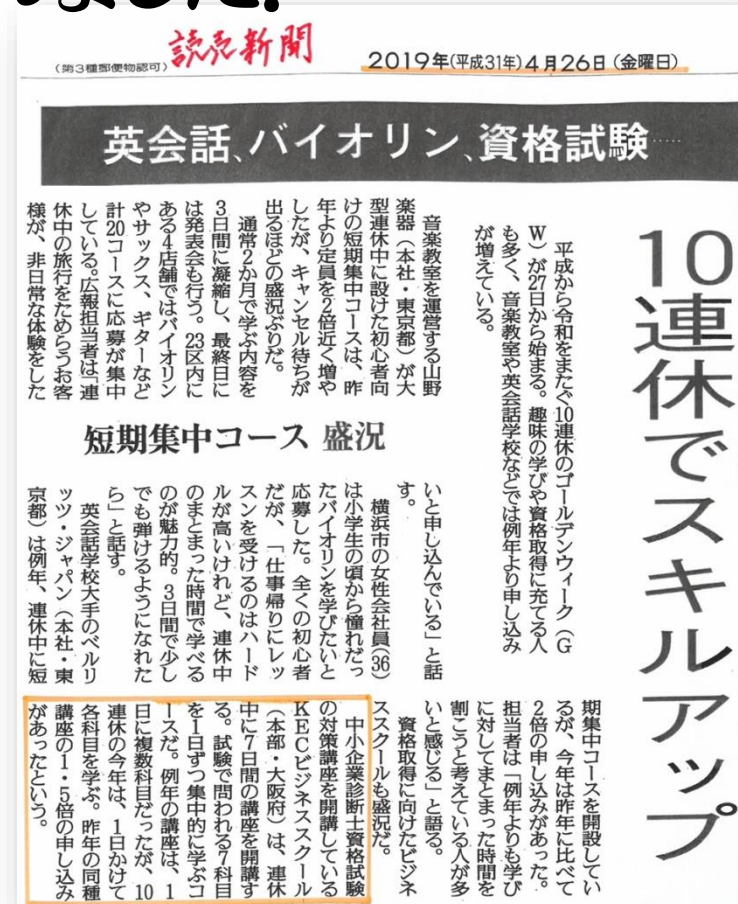 ました!
(第3種郵便物認可)
読売新聞
2019年(平成31年)4月26日(金曜日)
英会話、バイオリン、資格試験……
10連休でスキルアップ
平成から令和をまたぐ10連休のゴールデンウィーク（G
W）が27日から始まる。趣味の学びや資格取得に充てる人
も多く、音楽教室や英会話学校などでは例年より申し込み
が増えている。
音楽教室を運営する山野
楽器（本社・東京都）が大
型連休中に設けた初心者向
けの短期集中コースは、昨
年より定員を2倍近く増や
したが、キャンセル待ちが
出るほどの盛況ぶりだ。
通常2か月で学ぶ内容を
3日間に凝縮し、最終日に
は発表会も行う。23区内に
ある4店舗ではバイオリン
やサックス、ギターなど
計20コースに応募が集中
している。広報担当者は「連
休中の旅行をためらうお客
様が、非日常な体験をした
短期集中コース 盛況
いと申し込んでいる」と話
す。
横浜市の女性会社員（36）
は小学生の頃から憧れだっ
たバイオリンを学びたいと
応募した。全くの初心者
だが、「仕事帰りにレッ
スンを受けるのはハード
ルが高いけれど、連休中
のまとまった時間で学べる
のが魅力的。3日間で少し
でも弾けるようになれた
ら」と話す。
英会話学校大手のベルリ
ッツ・ジャパン（本社・東
京都）は例年、連休中に短
期集中コースを開設してい
るが、今年は昨年に比べて
2倍の申し込みがあった。
担当者は「例年よりも学び
に対してまとまった時間を
割こうと考えている人が多
いと感じる」と語る。
資格取得に向けたビジネ
ススクールも盛況だ。
中小企業診断士資格試験
の対策講座を開講している
KECビジネススクール
（本部・大阪府）は、連休
中に7日間の講座を開講す
る。試験で問われる7科目
を1日ずつ集中的に学ぶコ
ースだ。例年の講座は、1
日に複数科目だったが、10
連休の今年は、1日かけて
各科目を学ぶ。昨年の同種
講座の1・5倍の申し込み
があったという。